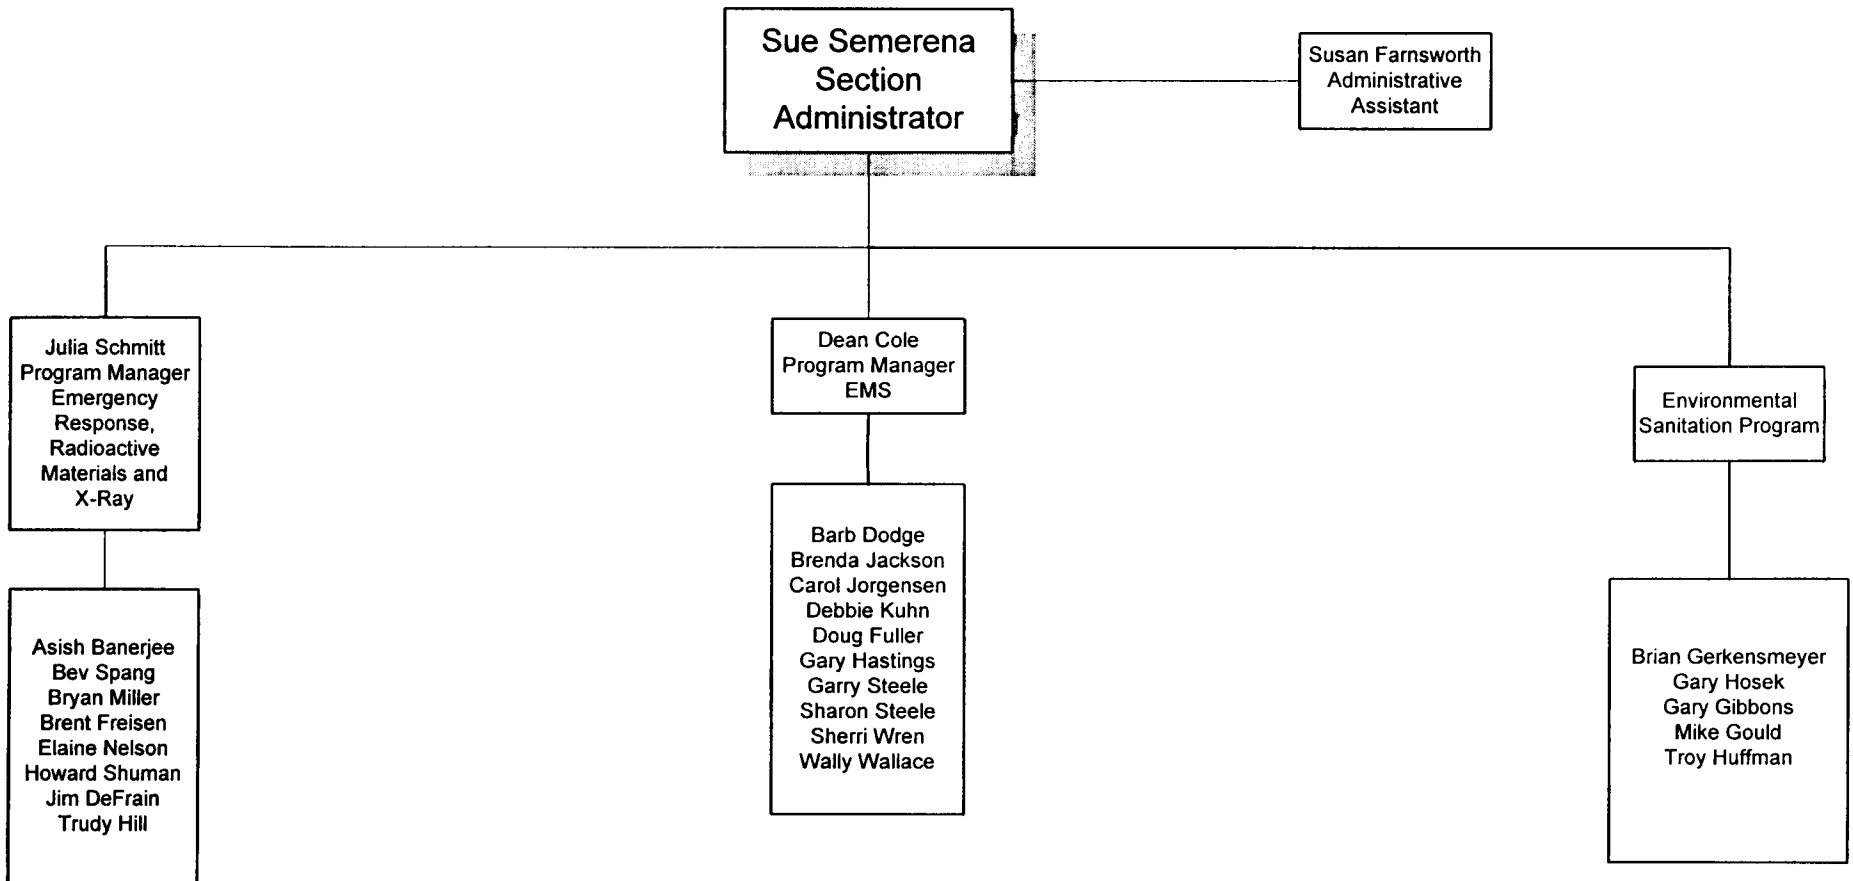 Sue Semerena
Section
Administrator
Susan Farnsworth
Administrative
Assistant
Julia Schmitt
Program Manager
Emergency
Response,
Radioactive
Materials and
X-Ray
Dean Cole
Program Manager
EMS
Environmental
Sanitation Program
Asish Banerjee
Bev Spang
Bryan Miller
Brent Freisen
Elaine Nelson
Howard Shuman
Jim DeFrain
Trudy Hill
Barb Dodge
Brenda Jackson
Carol Jorgensen
Debbie Kuhn
Doug Fuller
Gary Hastings
Garry Steele
Sharon Steele
Sherri Wren
Wally Wallace
Brian Gerkensmeyer
Gary Hosek
Gary Gibbons
Mike Gould
Troy Huffman